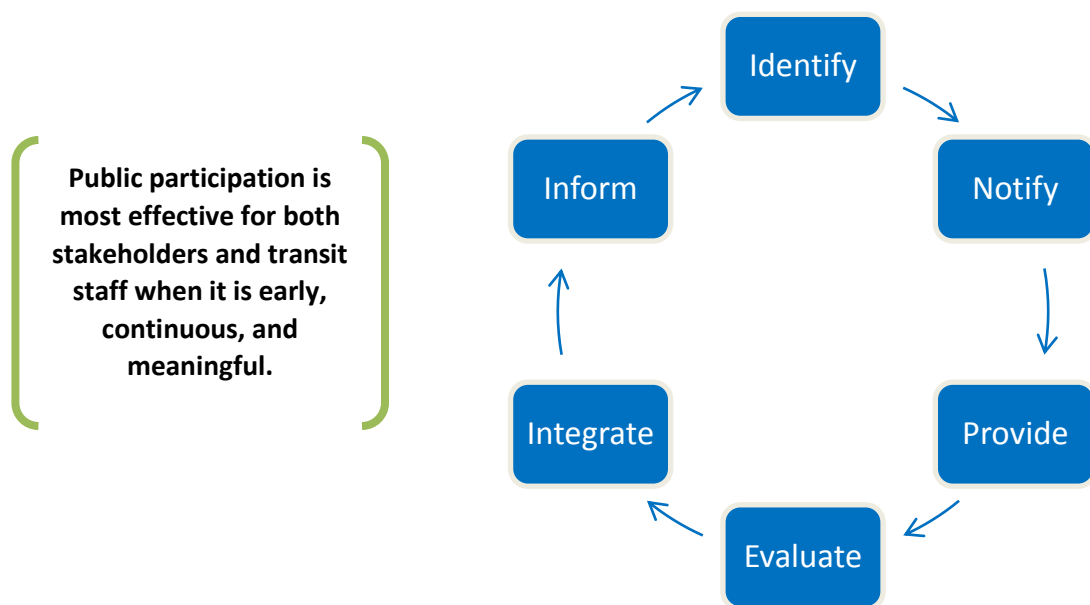 Public participation is
most effective for both
stakeholders and transit
staff when it is early,
continuous, and
meaningful.
Identify
Notify
Provide
Evaluate
Integrate
Inform